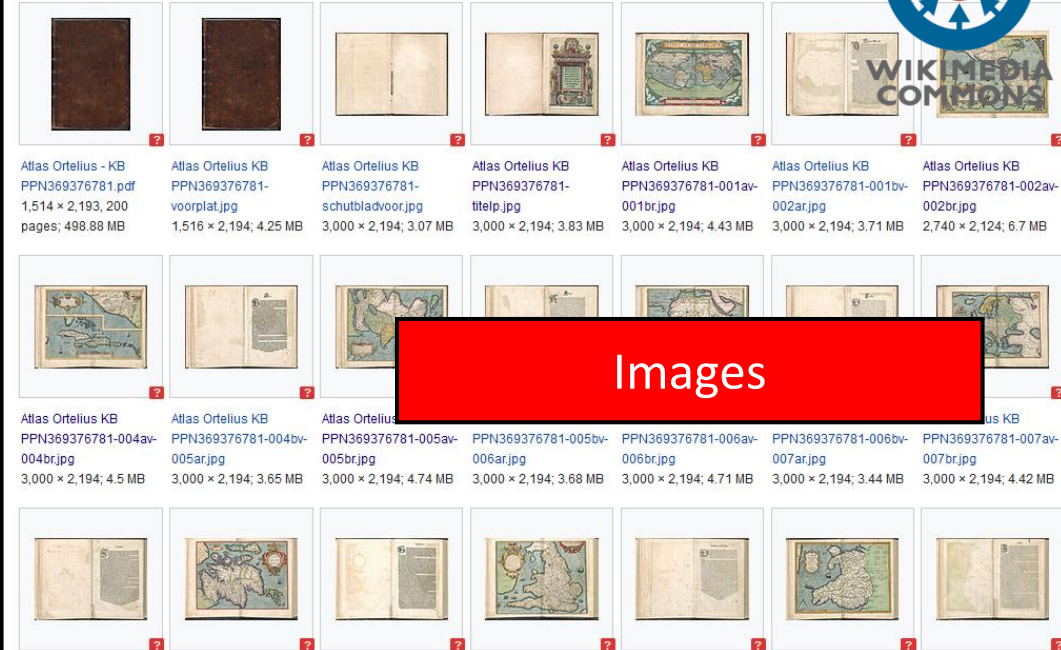 WIKIMEDIA
COMMONS
Atlas Ortelius - KB
PPN369376781.pdf
1,514 × 2,193, 200
pages; 498.88 MB
Atlas Ortelius KB
PPN369376781-
voorplat.jpg
1,516 × 2,194; 4.25 MB
Atlas Ortelius KB
PPN369376781-
schutbladvoor.jpg
3,000 × 2,194; 3.07 MB
Atlas Ortelius KB
PPN369376781-
titelp.jpg
3,000 × 2,194; 3.83 MB
Atlas Ortelius KB
PPN369376781-001av-
001br.jpg
3,000 × 2,194; 4.43 MB
Atlas Ortelius KB
PPN369376781-001bv-
002ar.jpg
3,000 × 2,194; 3.71 MB
Atlas Ortelius KB
PPN369376781-002av-
002br.jpg
2,740 × 2,124; 6.7 MB
Images
Atlas Ortelius KB
PPN369376781-004av-
004br.jpg
3,000 × 2,194; 4.5 MB
Atlas Ortelius KB
PPN369376781-004bv-
005ar.jpg
3,000 × 2,194; 3.65 MB
Atlas Ortelius
PPN369376781-005av-
005br.jpg
3,000 × 2,194; 4.74 MB
PPN369376781-005bv-
006ar.jpg
3,000 × 2,194; 3.68 MB
PPN369376781-006av-
006br.jpg
3,000 × 2,194; 4.71 MB
PPN369376781-006bv-
007ar.jpg
3,000 × 2,194; 3.44 MB
us KB
PPN369376781-007av-
007br.jpg
3,000 × 2,194; 4.42 MB